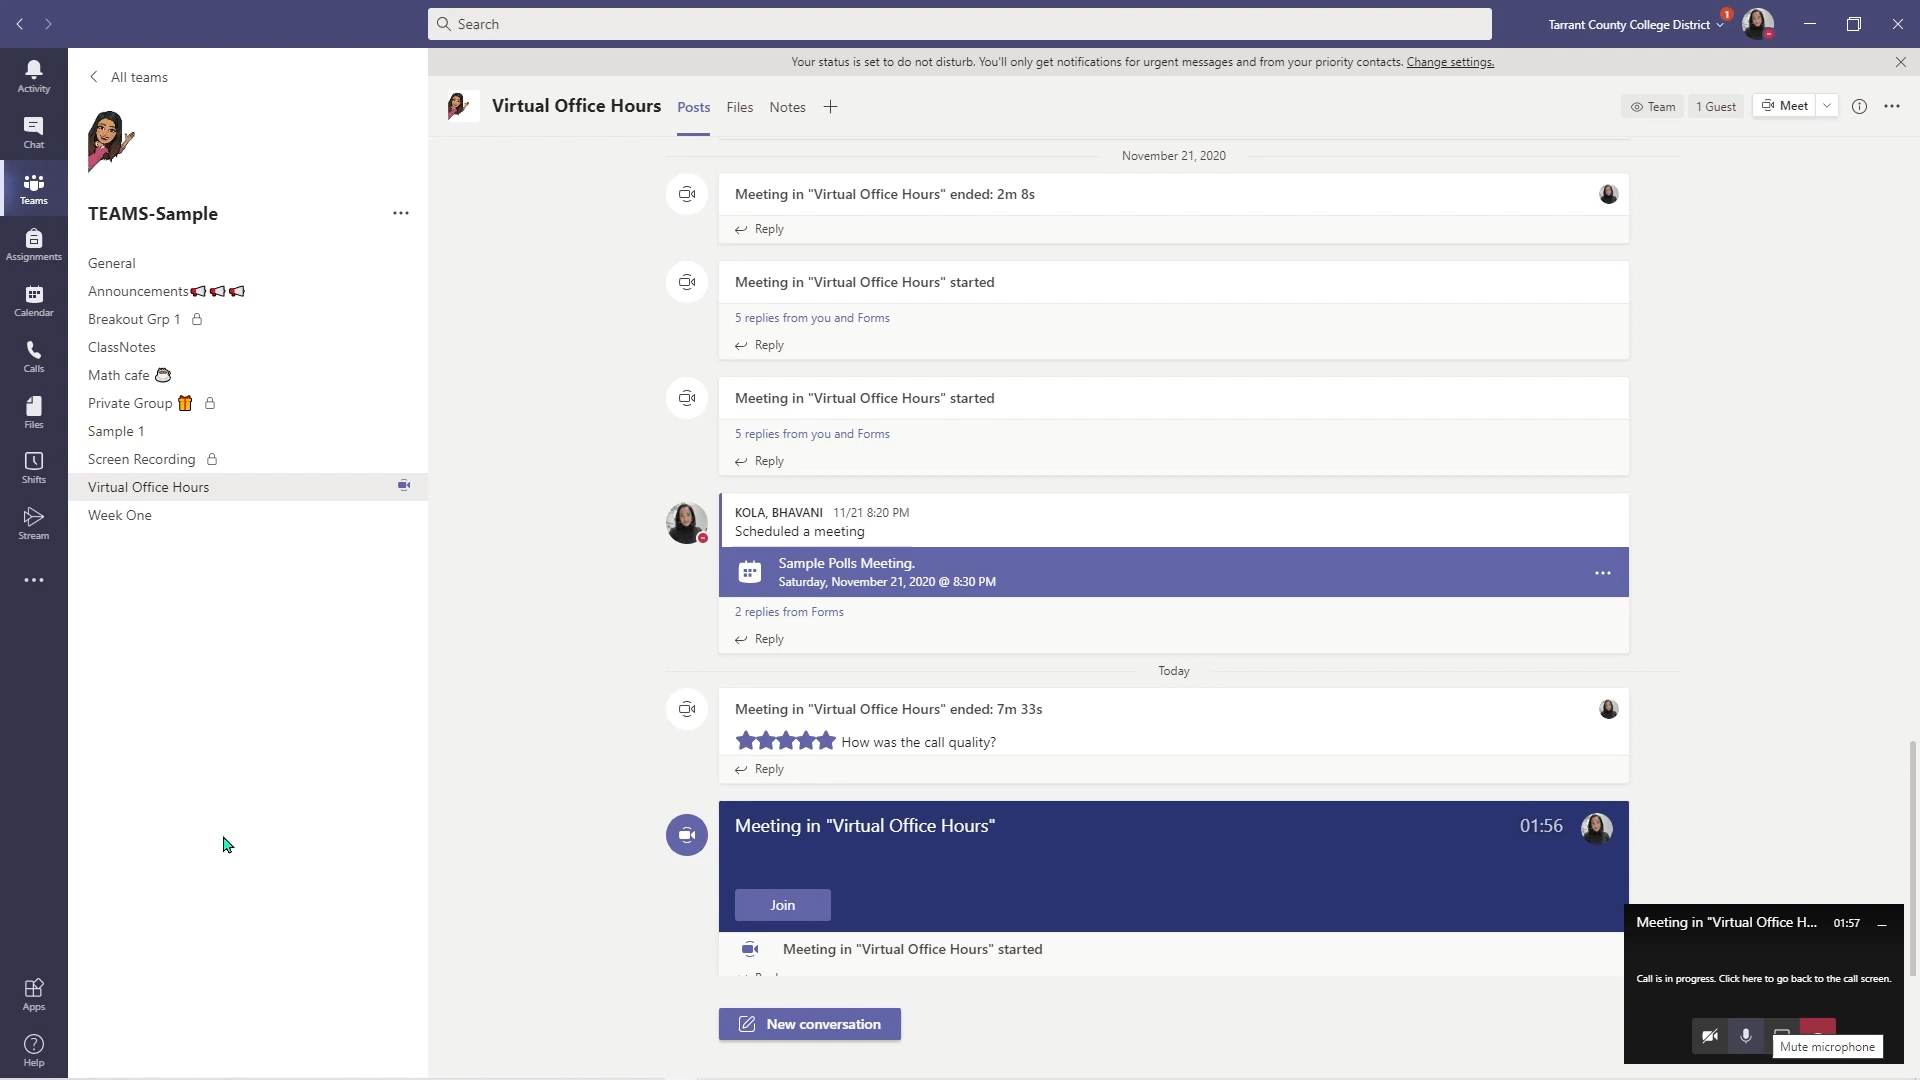 Search
Tarrant County College District
1
Your status is set to do not disturb. You'll only get notifications for urgent messages and from your priority contacts. Change settings.
Activity
Chat
Teams
Assignments
Calendar
Calls
Files
Shifts
Stream
Apps
Help
All teams
TEAMS-Sample
General
Announcements
Breakout Grp 1
ClassNotes
Math cafe
Private Group
Sample 1
Screen Recording
Virtual Office Hours
Week One
Virtual Office Hours Posts Files Notes
Team 1 Guest Meet
November 21, 2020
Meeting in "Virtual Office Hours" ended: 2m 8s
Reply
Meeting in "Virtual Office Hours" started
5 replies from you and Forms
Reply
Meeting in "Virtual Office Hours" started
5 replies from you and Forms
Reply
KOLA, BHAVANI 11/21 8:20 PM
Scheduled a meeting
Sample Polls Meeting.
Saturday, November 21, 2020 @ 8:30 PM
2 replies from Forms
Reply
Today
Meeting in "Virtual Office Hours" ended: 7m 33s
How was the call quality?
Reply
Meeting in "Virtual Office Hours" 01:56
Join
Meeting in "Virtual Office Hours" started
New conversation
Meeting in "Virtual Office H... 01:57
Call is in progress. Click here to go back to the call screen.
Mute microphone